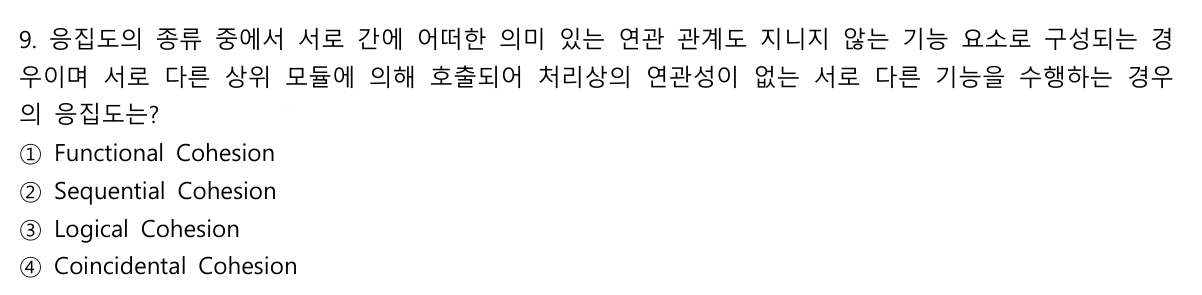 9. 응집도의 종류 중에서 서로 간에 어떠한 의미 있는 연관 관계도 지니지 않는 기능 요소로 구성되는 경
우이며 서로 다른 상위 모듈에 의해 호출되어 처리상의 연관성이 없는 서로 다른 기능을 수행하는 경우
의 응집도는?
① Functional Cohesion
② Sequential Cohesion
③ Logical Cohesion
④ Coincidental Cohesion